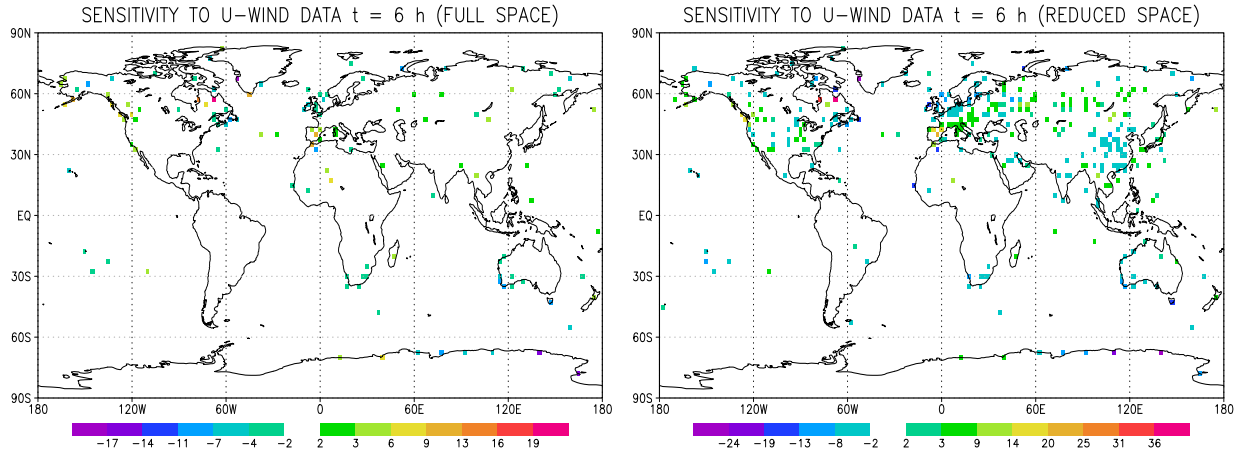 SENSITIVITY TO U-WIND DATA t = 6 h (FULL SPACE)
90N
60N
30N
EQ
30S
60S
90S
180 120W 60W 0 60E 120E 180
-17 -14 -11 -7 -4 -2 2 3 6 9 13 16 19
SENSITIVITY TO U-WIND DATA t = 6 h (REDUCED SPACE)
90N
60N
30N
EQ
30S
60S
90S
180 120W 60W 0 60E 120E 180
-24 -19 -13 -8 -2 2 3 9 14 20 25 31 36